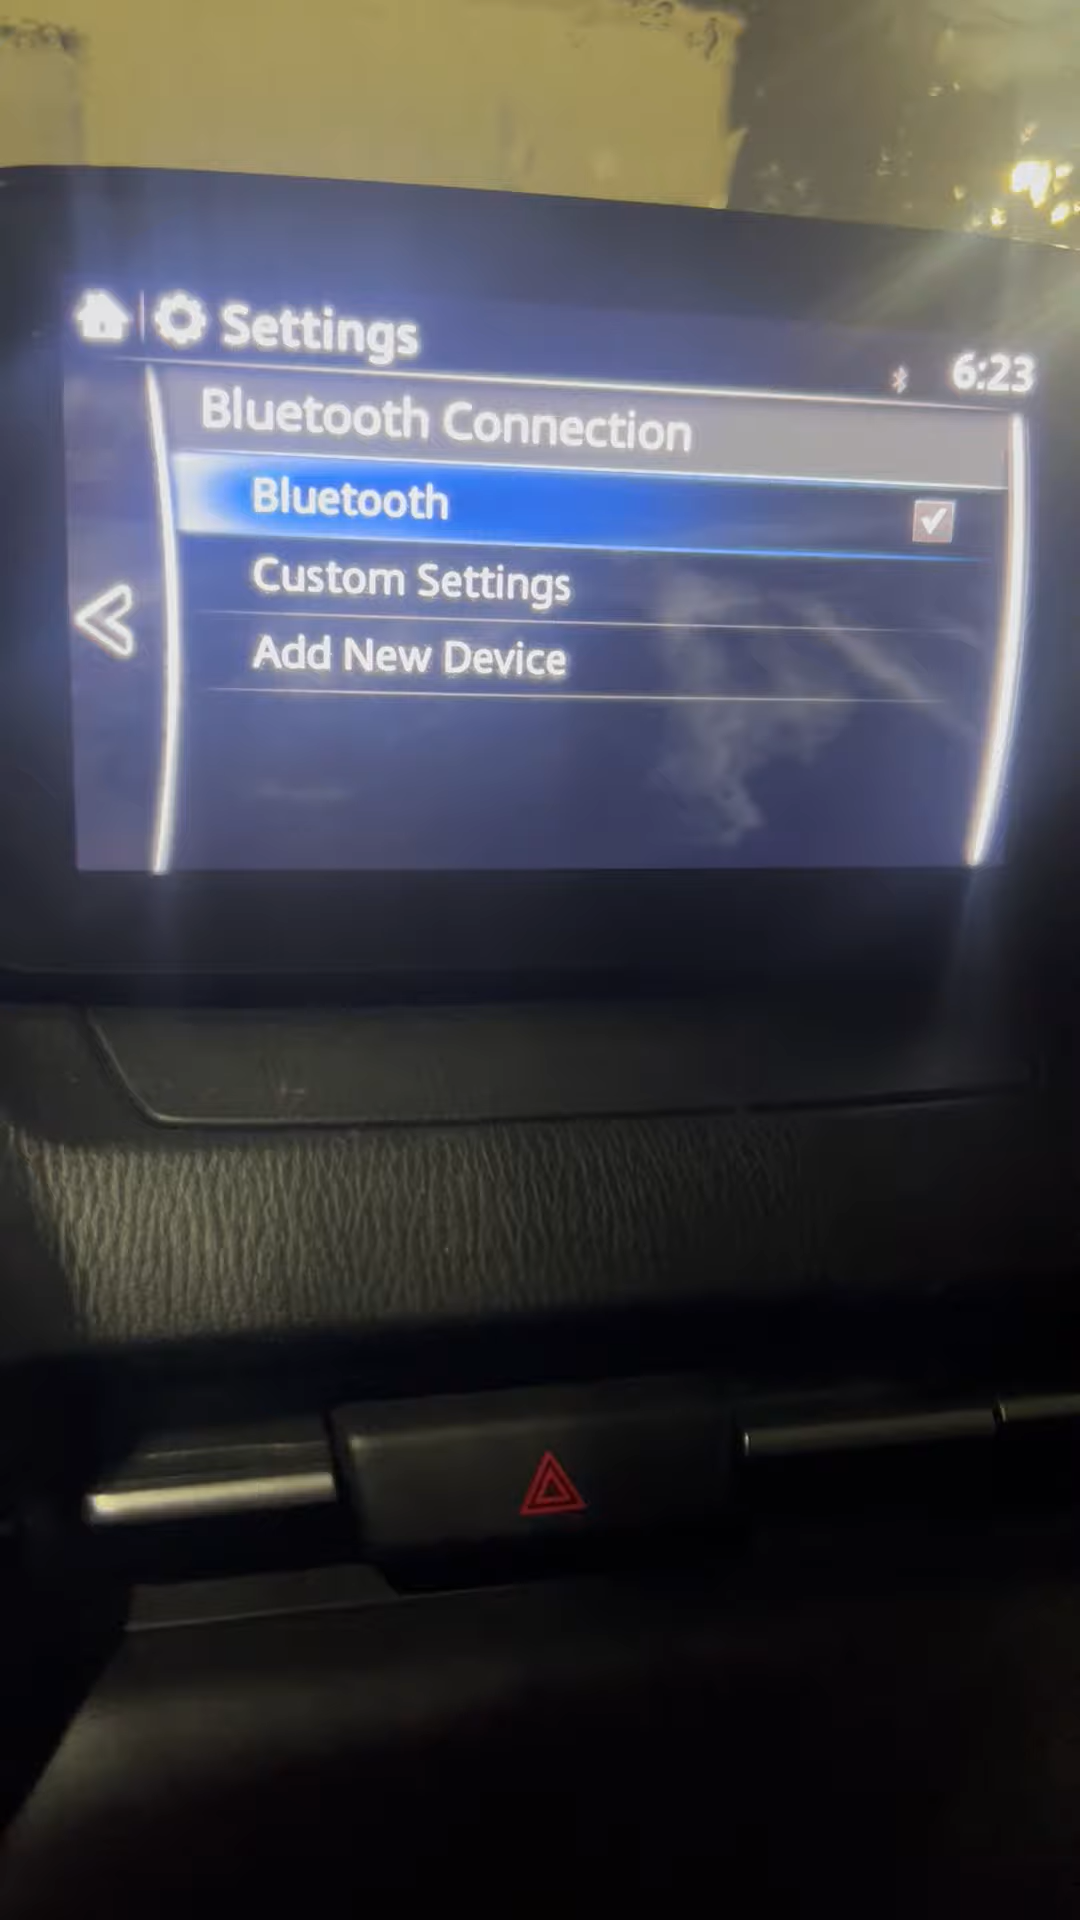 Settings
6:23
Bluetooth Connection
Bluetooth
Custom Settings
Add New Device